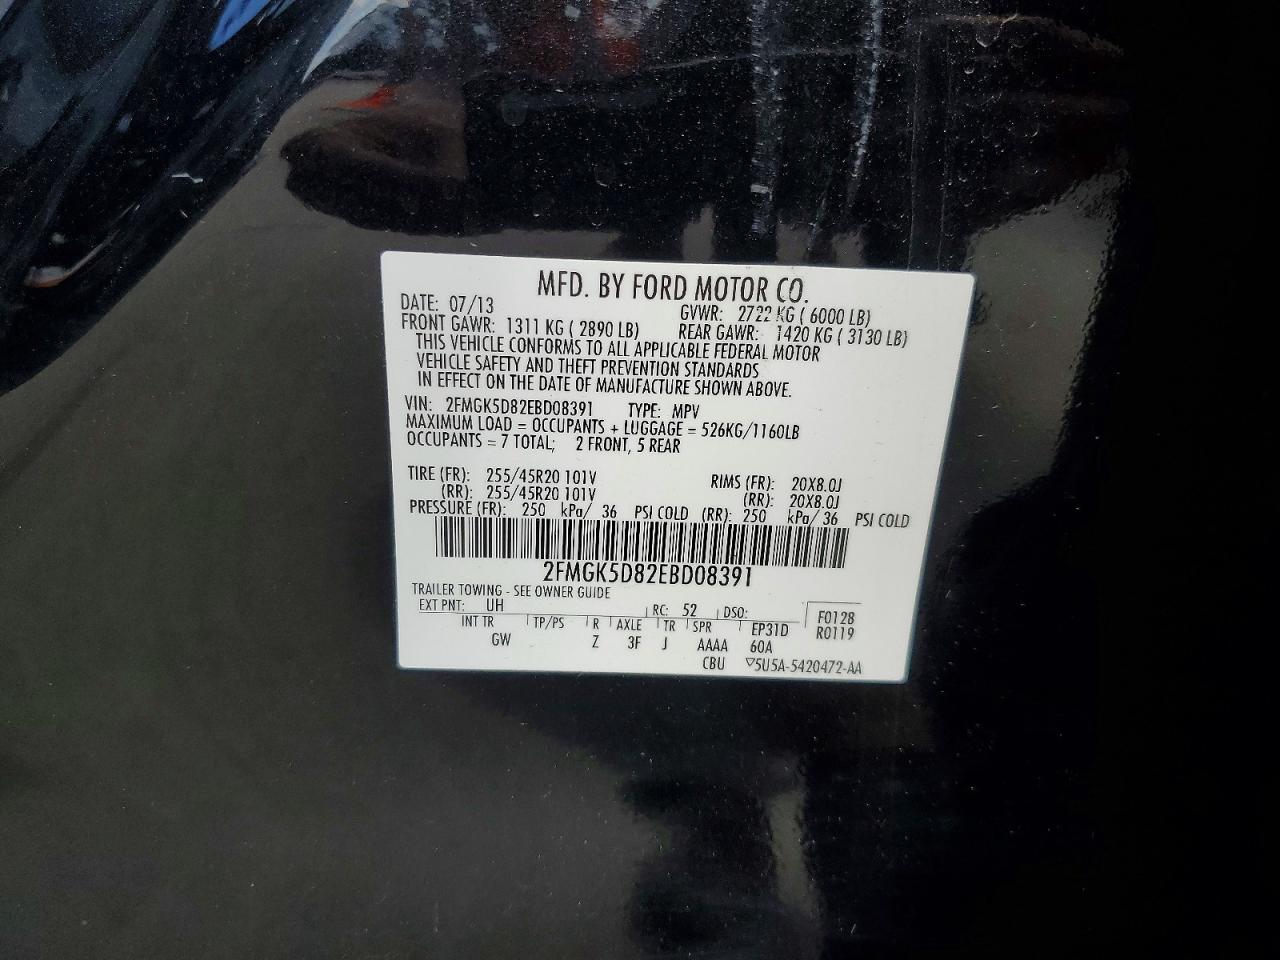 MFD. BY FORD MOTOR CO.
DATE: 07/13 GVWR: 2722 KG ( 6000 LB)
FRONT GAWR: 1311 KG ( 2890 LB) REAR GAWR: 1420 KG ( 3130 LB)
THIS VEHICLE CONFORMS TO ALL APPLICABLE FEDERAL MOTOR
VEHICLE SAFETY AND THEFT PREVENTION STANDARDS
IN EFFECT ON THE DATE OF MANUFACTURE SHOWN ABOVE.
VIN: 2FMGK5D82EBD08391 TYPE: MPV
MAXIMUM LOAD = OCCUPANTS + LUGGAGE = 526KG/1160LB
OCCUPANTS = 7 TOTAL; 2 FRONT, 5 REAR
TIRE (FR): 255/45R20 101V RIMS (FR): 20X8.0J
(RR): 255/45R20 101V (RR): 20X8.0J
PRESSURE (FR): 250 kPa/ 36 PSI COLD (RR): 250 kPa/ 36 PSI COLD
2FMGK5D82EBD08391
TRAILER TOWING - SEE OWNER GUIDE
EXT PNT: UH RC: 52 DSO: F0128
INT TR TP/PS R AXLE TR SPR EP31D R0119
GW Z 3F J AAAA 60A
CBU ▽5U5A-5420472-AA